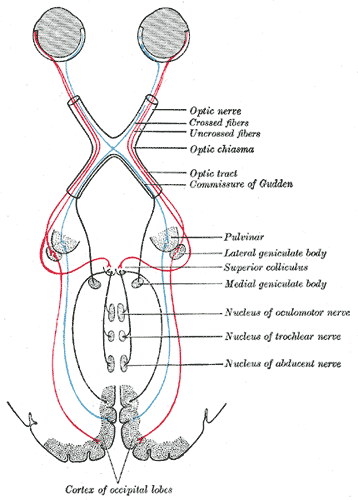 Optic nerve
Crossed fibers
Uncrossed fibers
Optic chiasma
Optic tract
Commissure of Gudden
Pulvinar
Lateral geniculate body
Superior colliculus
Medial geniculate body
Nucleus of oculomotor nerve
Nucleus of trochlear nerve
Nucleus of abducent nerve
Cortex of occipital lobes